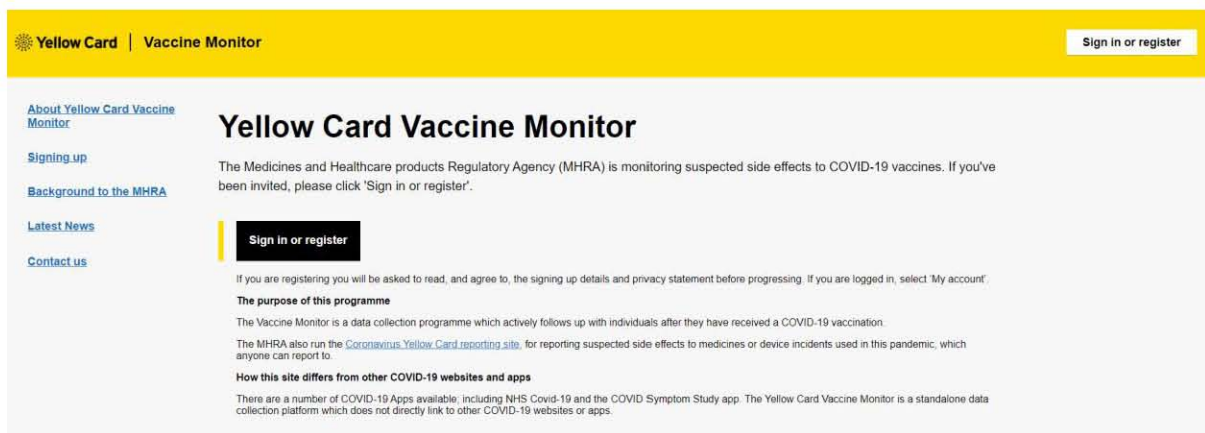 Yellow Card | Vaccine Monitor
Sign in or register
About Yellow Card Vaccine
Monitor
Signing up
Background to the MHRA
Latest News
Contact us
Yellow Card Vaccine Monitor
The Medicines and Healthcare products Regulatory Agency (MHRA) is monitoring suspected side effects to COVID-19 vaccines. If you've
been invited, please click 'Sign in or register'.
Sign in or register
If you are registering you will be asked to read, and agree to, the signing up details and privacy statement before progressing. If you are logged in, select 'My account'.
The purpose of this programme
The Vaccine Monitor is a data collection programme which actively follows up with individuals after they have received a COVID-19 vaccination.
The MHRA also run the Coronavirus Yellow Card reporting site, for reporting suspected side effects to medicines or device incidents used in this pandemic, which
anyone can report to.
How this site differs from other COVID-19 websites and apps
There are a number of COVID-19 Apps available; including NHS Covid-19 and the COVID Symptom Study app. The Yellow Card Vaccine Monitor is a standalone data
collection platform which does not directly link to other COVID-19 websites or apps.